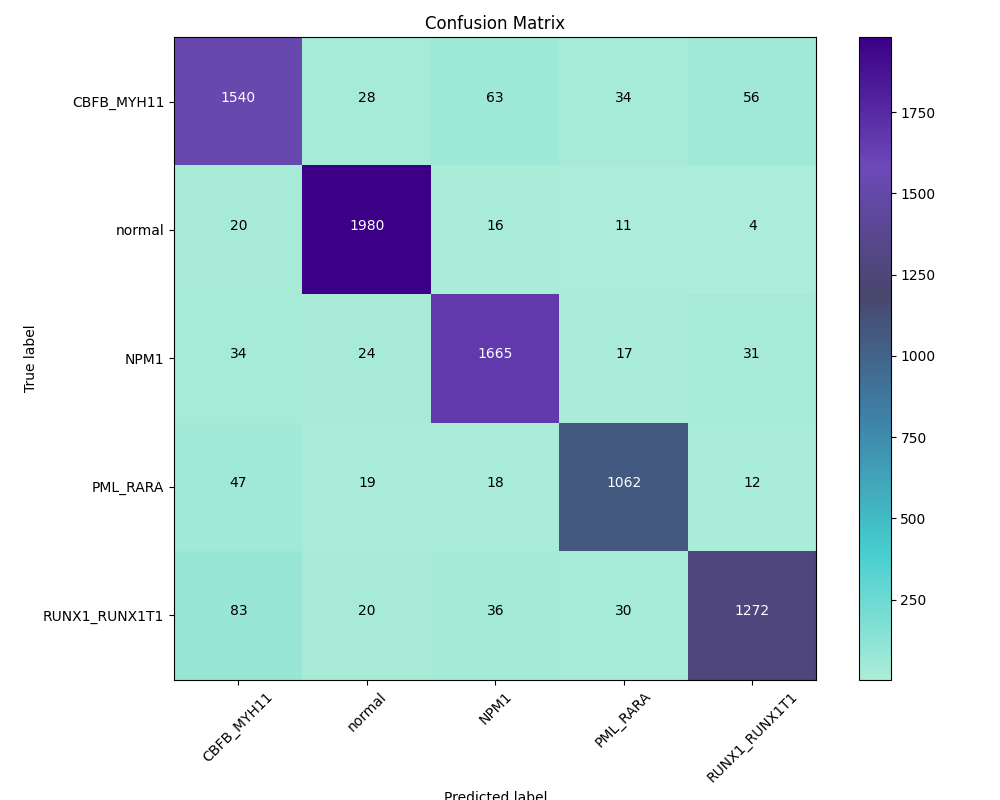 Confusion Matrix
CBFB_MYH11 1540 28 63 34 56
normal 20 1980 16 11 4
NPM1 34 24 1665 17 31
PML_RARA 47 19 18 1062 12
RUNX1_RUNX1T1 83 20 36 30 1272
CBFB_MYH11 normal NPM1 PML_RARA RUNX1_RUNX1T1
Predicted label
True label
1750
1500
1250
1000
750
500
250